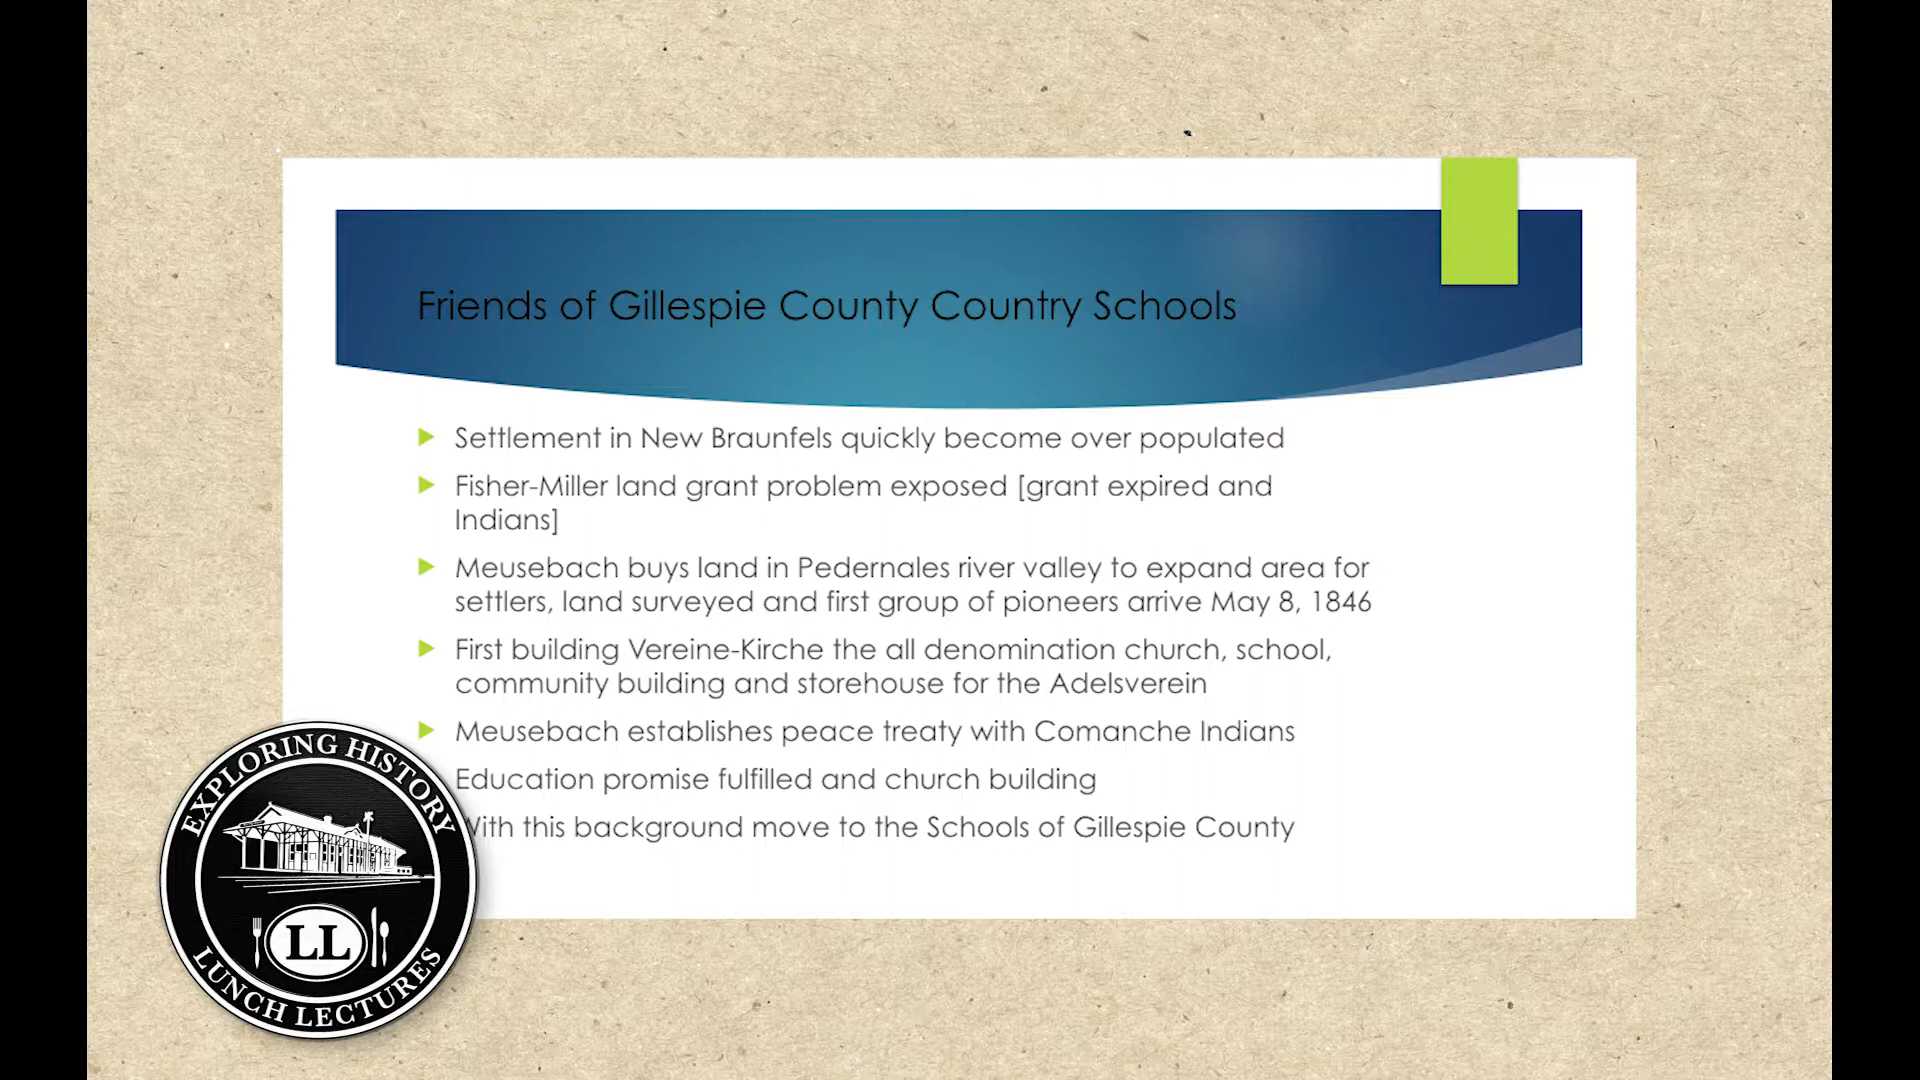 Friends of Gillespie County Country Schools
Settlement in New Braunfels quickly become over populated
Fisher-Miller land grant problem exposed [grant expired and
Indians]
Meusebach buys land in Pedernales river valley to expand area for
settlers, land surveyed and first group of pioneers arrive May 8, 1846
First building Vereine-Kirche the all denomination church, school,
community building and storehouse for the Adelsverein
Meusebach establishes peace treaty with Comanche Indians
Education promise fulfilled and church building
With this background move to the Schools of Gillespie County
EXPLORING HISTORY
LL
LUNCH LECTURES